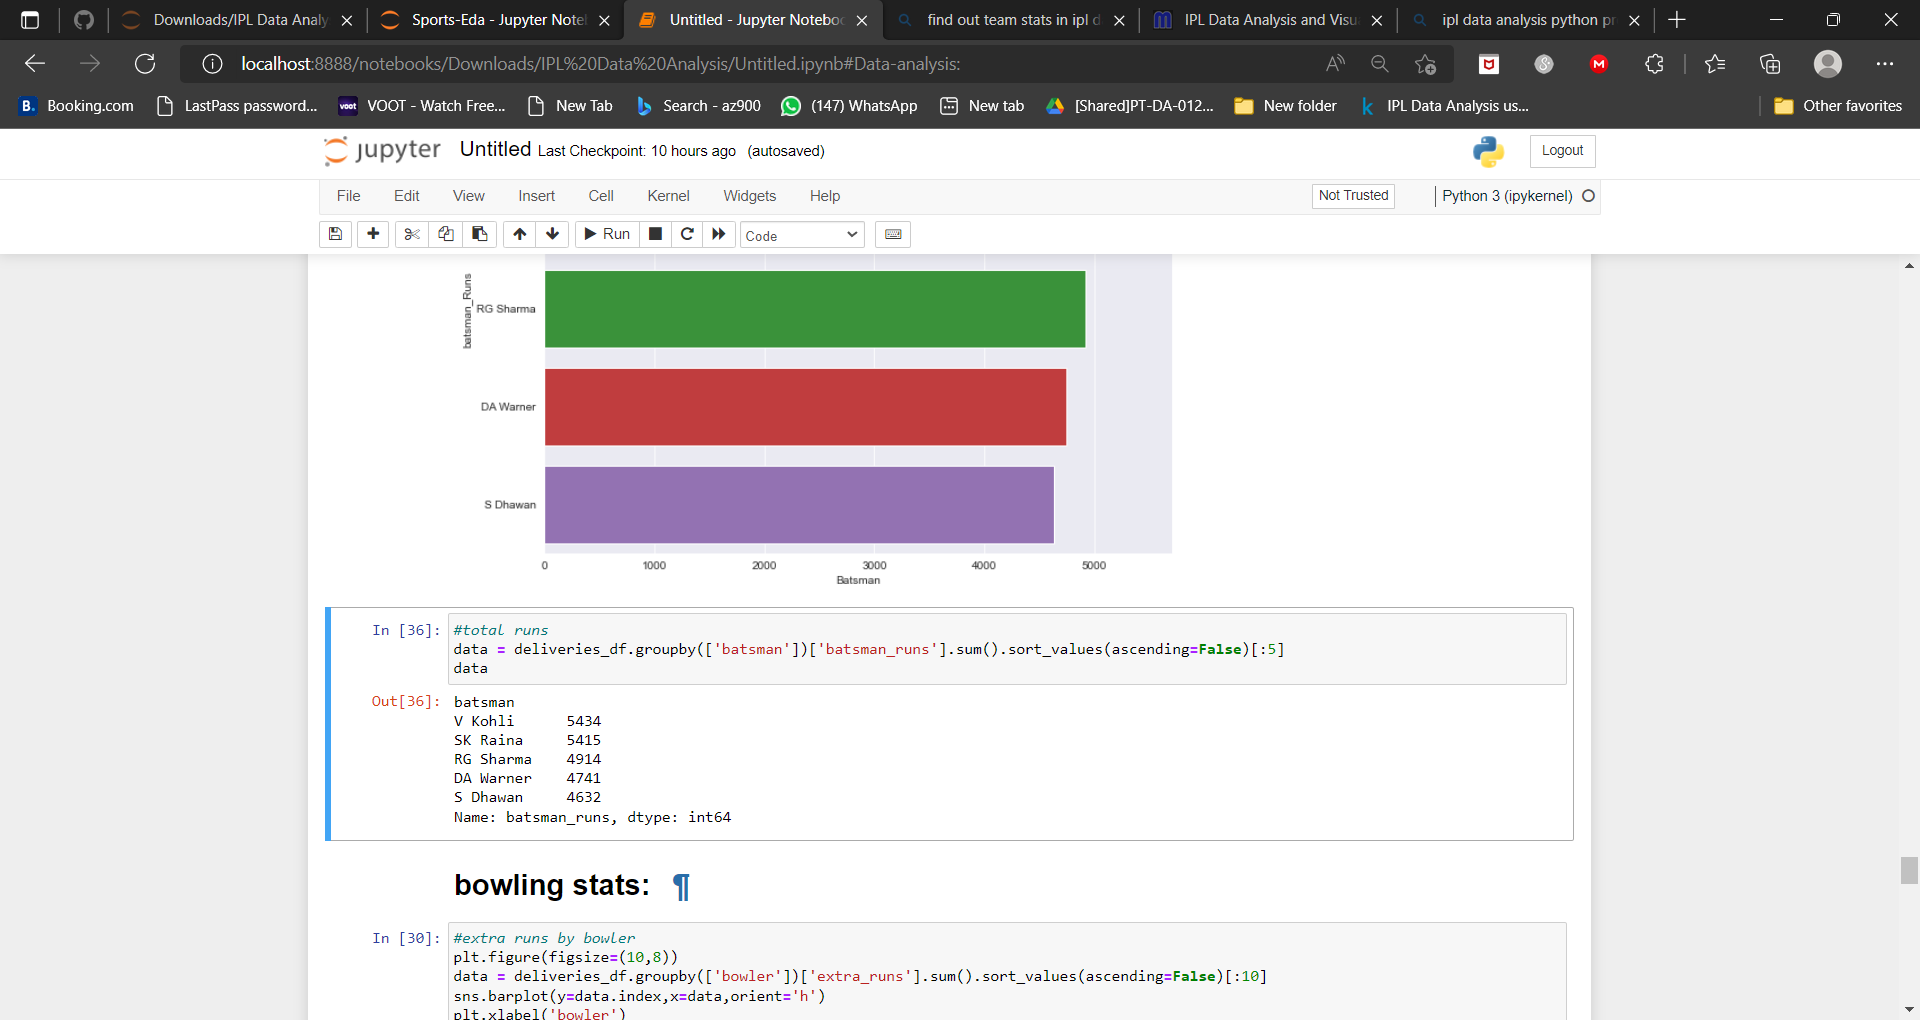 Downloads/IPL Data Analy
Sports-Eda - Jupyter Note
Untitled - Jupyter Notebo
find out team stats in ipl d
IPL Data Analysis and Visu
ipl data analysis python pr
localhost:8888/notebooks/Downloads/IPL%20Data%20Analysis/Untitled.ipynb#Data-analysis:
B. Booking.com
LastPass password...
voot VOOT - Watch Free...
New Tab
Search - az900
(147) WhatsApp
New tab
[Shared]PT-DA-012...
New folder
k IPL Data Analysis us...
Other favorites
jupyter Untitled Last Checkpoint: 10 hours ago (autosaved)
Logout
File Edit View Insert Cell Kernel Widgets Help
Not Trusted
Python 3 (ipykernel)
Run
Code
batsman_Runs
RG Sharma
DA Warner
S Dhawan
0 1000 2000 3000 4000 5000
Batsman
In [36]: #total runs
data = deliveries_df.groupby(['batsman'])['batsman_runs'].sum().sort_values(ascending=False)[:5]
data
Out[36]: batsman
V Kohli 5434
SK Raina 5415
RG Sharma 4914
DA Warner 4741
S Dhawan 4632
Name: batsman_runs, dtype: int64
bowling stats: ¶
In [30]: #extra runs by bowler
plt.figure(figsize=(10,8))
data = deliveries_df.groupby(['bowler'])['extra_runs'].sum().sort_values(ascending=False)[:10]
sns.barplot(y=data.index,x=data,orient='h')
plt.xlabel('bowler')